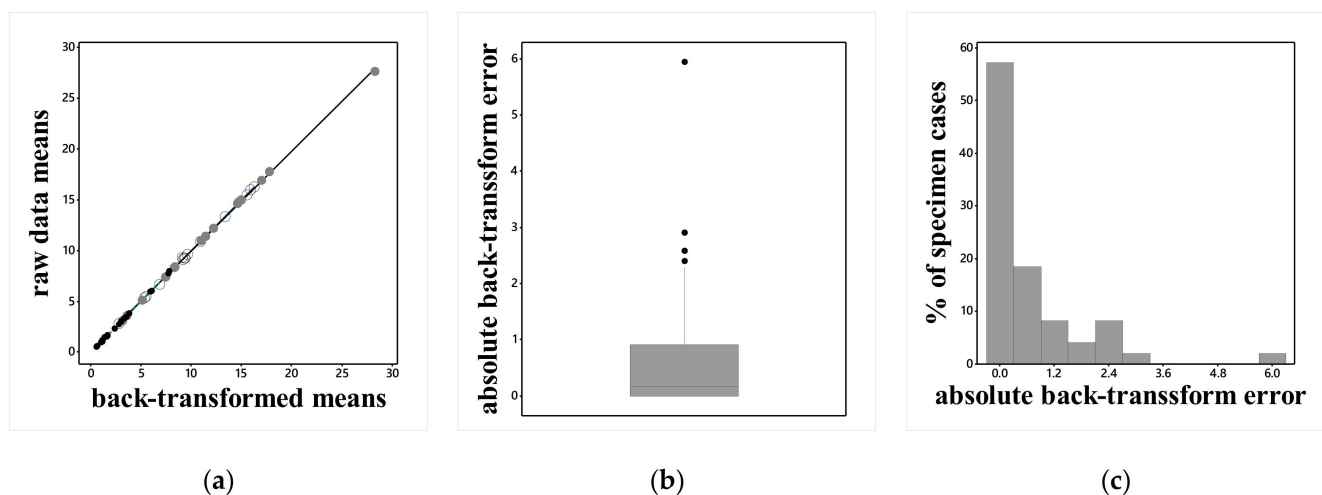 raw data means
30
25
20
15
10
5
0
0 5 10 15 20 25 30
back-transformed means
(a)
absolute back-transsform error
6
5
4
3
2
1
0
(b)
% of specimen cases
60
50
40
30
20
10
0
0.0 1.2 2.4 3.6 4.8 6.0
absolute back-transsform error
(c)